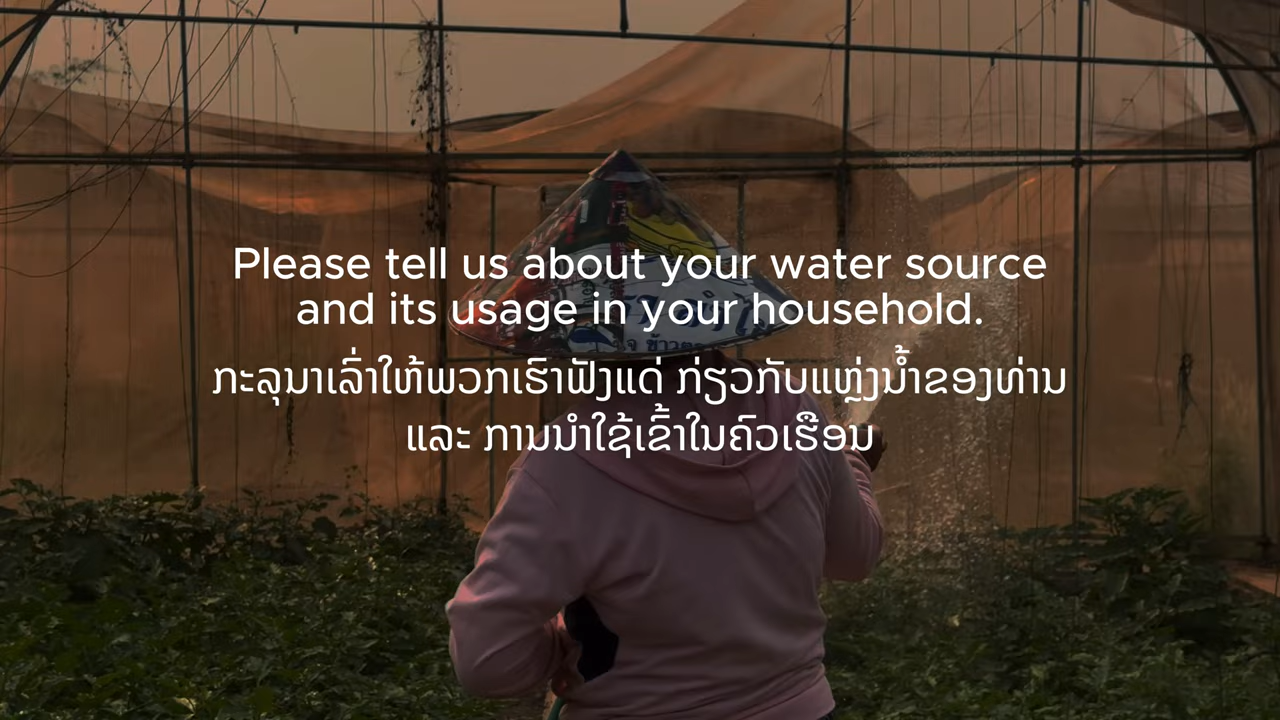 Please tell us about your water source
and its usage in your household.
ກະລຸນາເລົ່າໃຫ້ພວກເຮົາຟັງແດ່ ກ່ຽວກັບແຫຼ່ງນ້ຳຂອງທ່ານ
ແລະ ການນຳໃຊ້ເຂົ້າໃນຄົວເຮືອນ